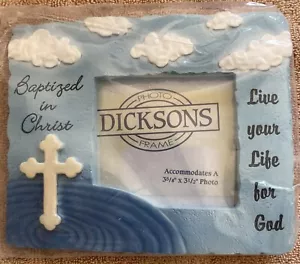 Baptized
in
Christ
PHOTO
DICKSONS
FRAME
Accommodates A
3½" x 3½" Photo
Live
your
Life
for
God